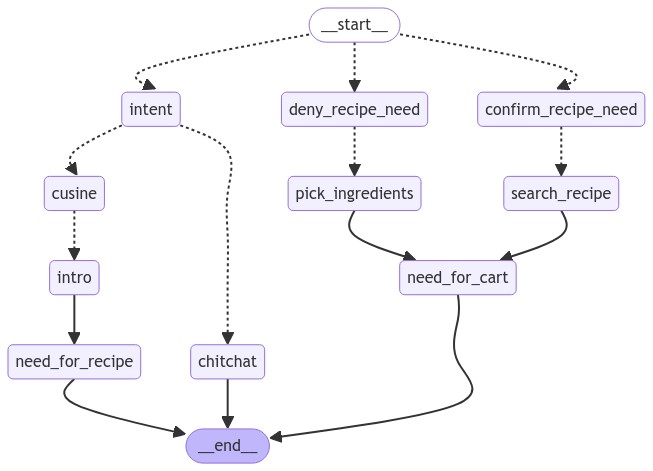 __start__
intent
deny_recipe_need
confirm_recipe_need
cusine
pick_ingredients
search_recipe
intro
need_for_cart
need_for_recipe
chitchat
__end__